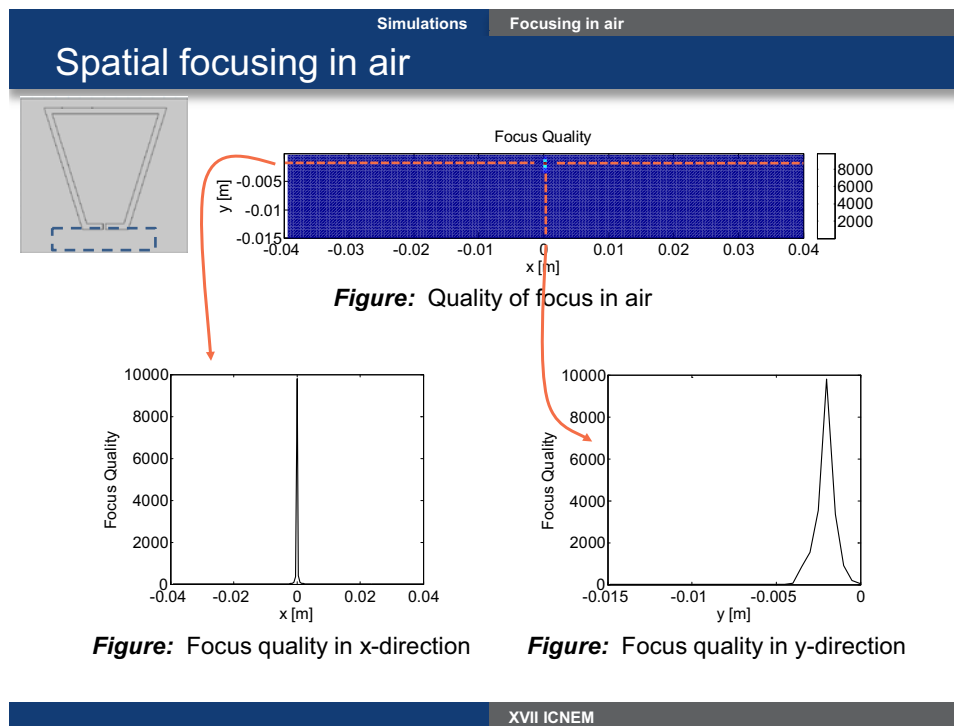 Simulations Focusing in air
Spatial focusing in air
Focus Quality
y [m]
-0.005
-0.01
-0.015
-0.04 -0.03 -0.02 -0.01 0 0.01 0.02 0.03 0.04
x [m]
8000
6000
4000
2000
Figure: Quality of focus in air
Focus Quality
10000
8000
6000
4000
2000
0
-0.04 -0.02 0 0.02 0.04
x [m]
Figure: Focus quality in x-direction
Focus Quality
10000
8000
6000
4000
2000
0
-0.015 -0.01 -0.005 0
y [m]
Figure: Focus quality in y-direction
XVII ICNEM